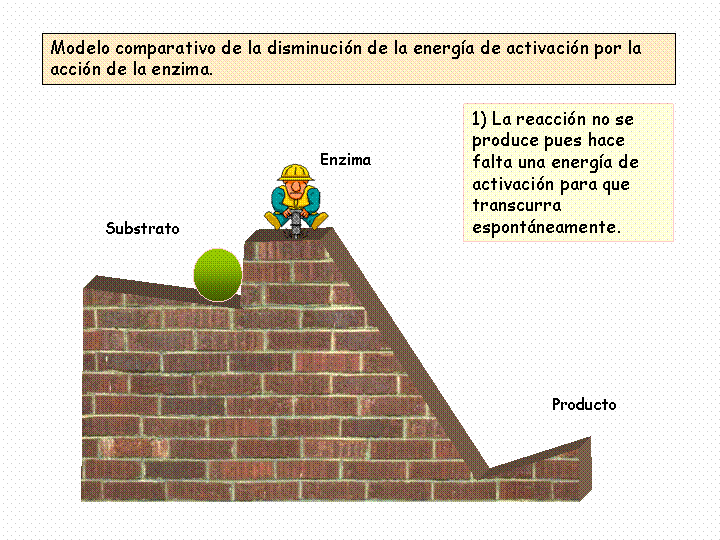 Modelo comparativo de la disminución de la energía de activación por la
acción de la enzima.
1) La reacción no se
produce pues hace
falta una energía de
activación para que
transcurra
espontáneamente.
Enzima
Substrato
Producto